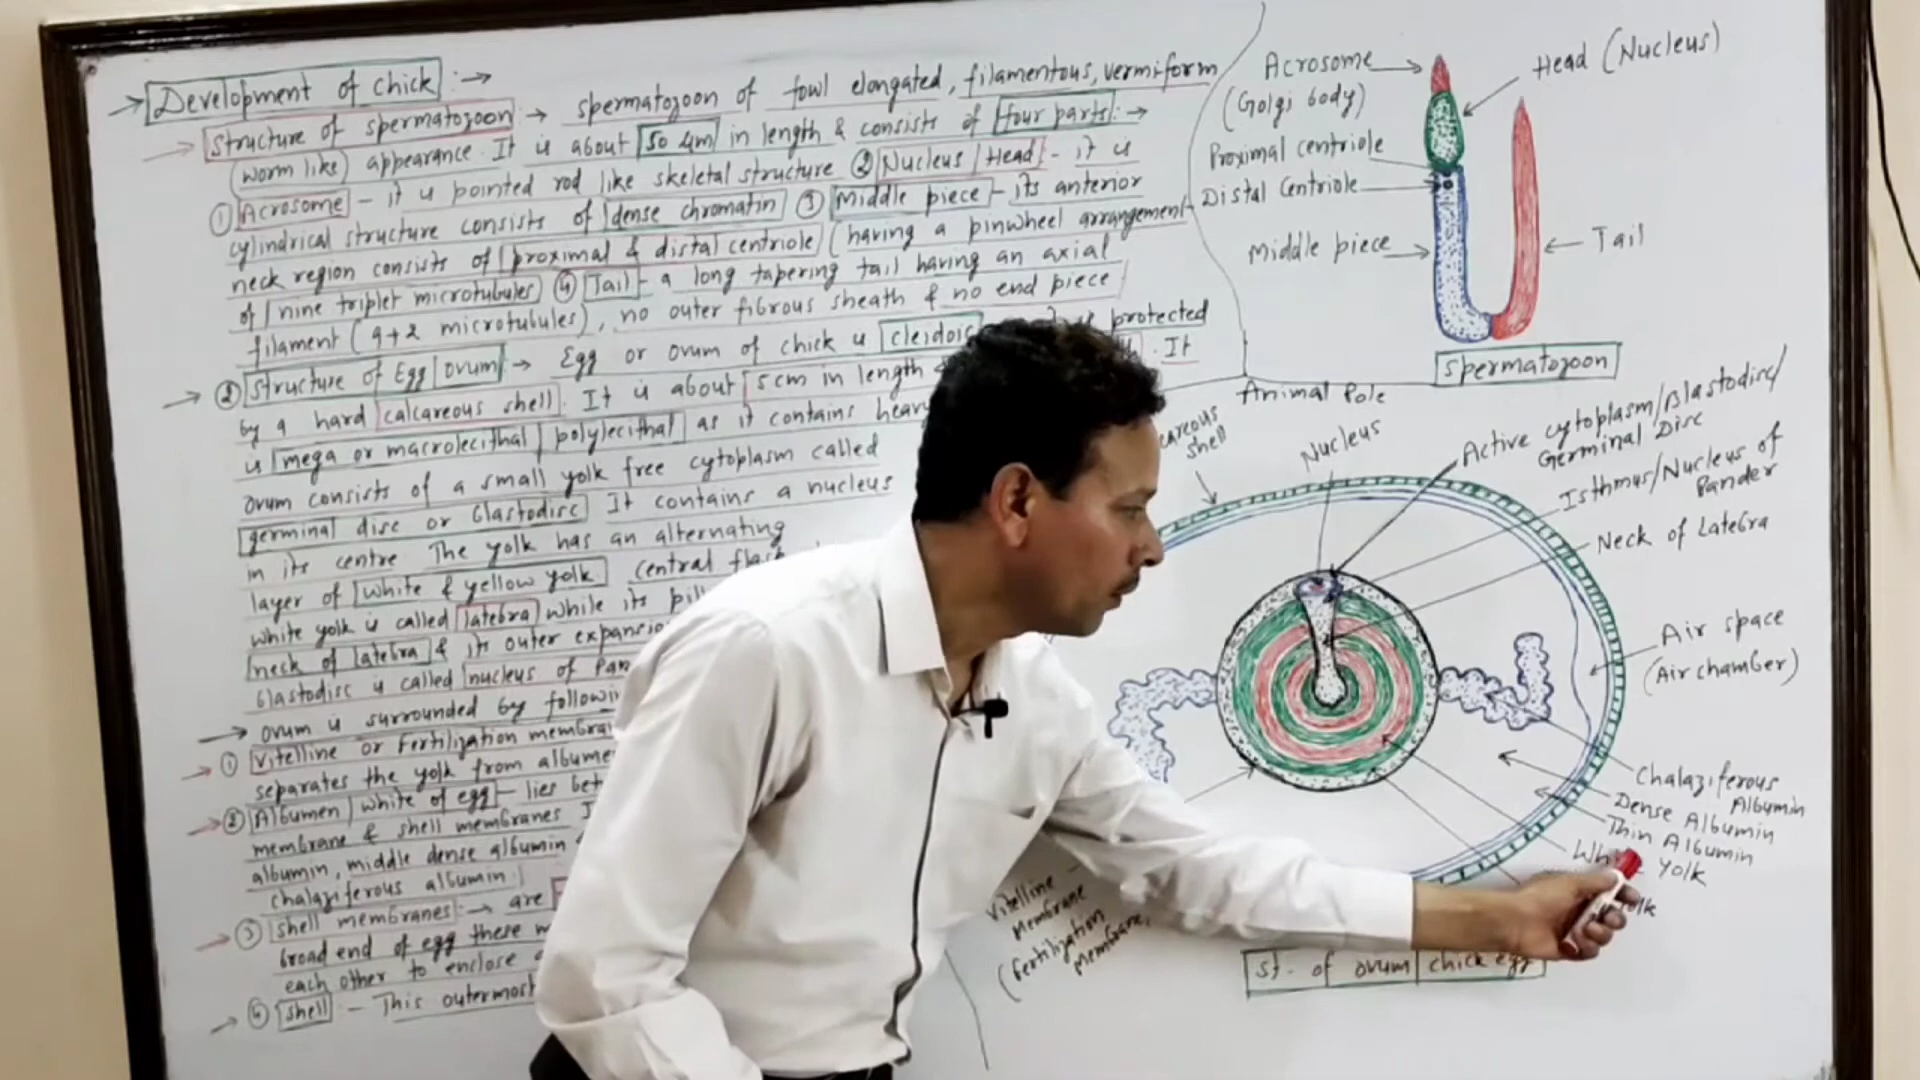 → Development of chick :→
→ Structure of spermatozoon → spermatozoon of fowl elongated, filamentous, vermiform
(worm like) appearance. It is about 50 μm in length & consists of four parts :→
① Acrosome - it is pointed rod like skeletal structure ② Nucleus / Head - it is
cylindrical structure consists of dense chromatin ③ Middle piece - its anterior
neck region consists of proximal & distal centriole (having a pinwheel arrangement
of nine triplet microtubules) ④ Tail - a long tapering tail having an axial
filament (9+2 microtubules), no outer fibrous sheath & no end piece
→ ② Structure of Egg / ovum → Egg or ovum of chick is cleidoic protected
by a hard calcareous shell. It is about 5 cm in length It
is mega or macrolecithal / polylecithal as it contains heavy
ovum consists of a small yolk free cytoplasm called
germinal disc or blastodisc It contains a nucleus
in its centre The yolk has an alternating
layer of white & yellow yolk central flask
white yolk is called latebra while its
neck of latebra & its outer
blastodisc is called nucleus of
→ ovum is surrounded by
→ ① Vitelline or fertilization
separates the yolk from
→ ② Albumen / white of egg - lies
membrane & shell membranes
albumin, middle dense albumin
chalaziferous albumin.
→ ③ shell membranes :→ are
broad end of egg these
each other to enclose
→ ④ shell :- This outermost
Acrosome
(Golgi body)
Head (Nucleus)
Proximal centriole
Distal Centriole
Middle piece
Tail
Spermatozoon
Animal Pole
shell
Nucleus
Active cytoplasm/Blastodisc/
Germinal Disc
Isthmus/Nucleus of
Pander
Neck of Latebra
Air space
(Air chamber)
Chalaziferous
Albumin
Dense Albumin
Thin Albumin
Yolk
Vitelline
Membrane
(fertilization
membrane,
St. of ovum / chick egg